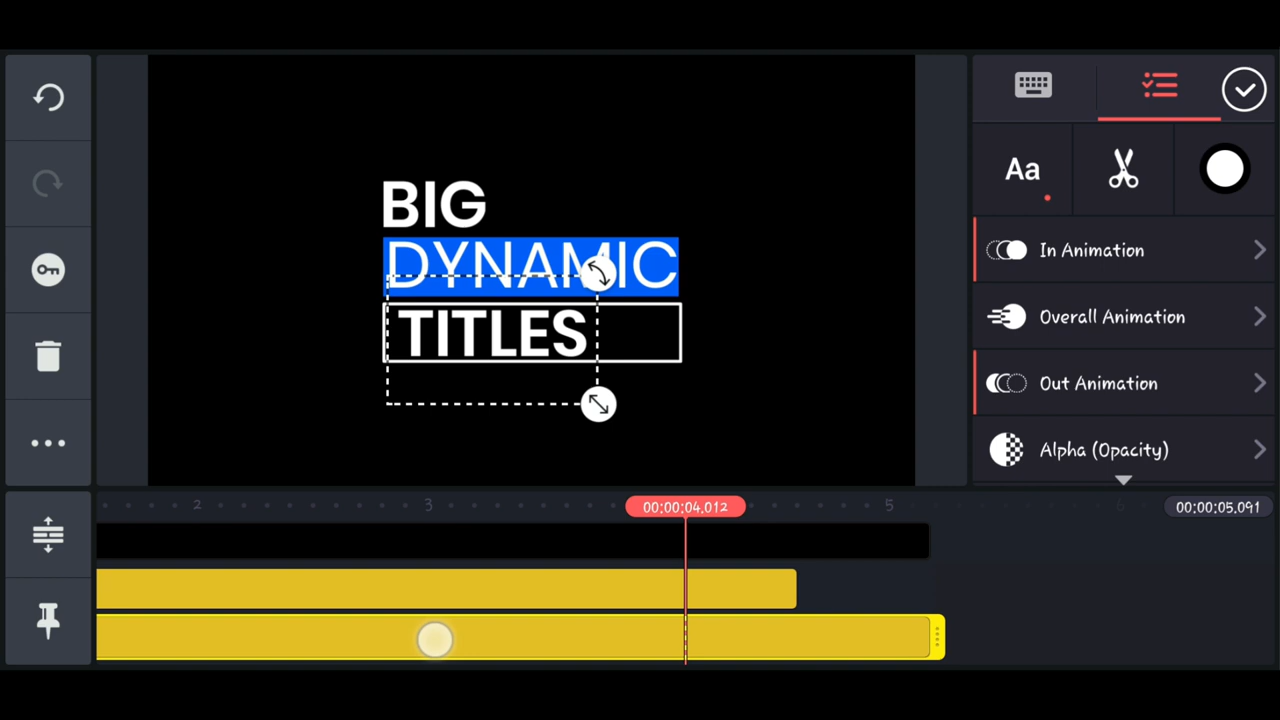 BIG
DYNAMIC
TITLES
Aa
In Animation
Overall Animation
Out Animation
Alpha (Opacity)
2
3
00:00:04.012
5
6
00:00:05.091